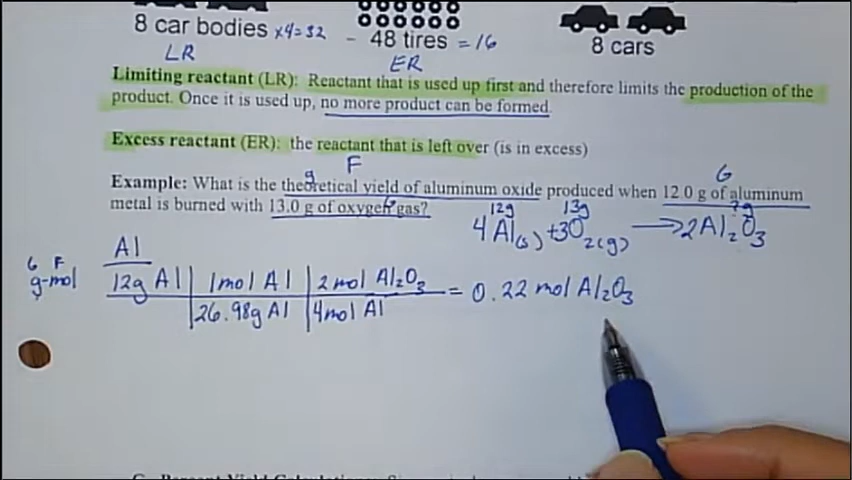 8 car bodies ×4=32
- 48 tires = 16
8 cars
LR
ER
Limiting reactant (LR): Reactant that is used up first and therefore limits the production of the
product. Once it is used up, no more product can be formed.
Excess reactant (ER): the reactant that is left over (is in excess)
g F G
Example: What is the theoretical yield of aluminum oxide produced when 12.0 g of aluminum
metal is burned with 13.0 g of oxygen gas?
12g 13g ?g
4Al(s) + 3O2(g) → 2Al2O3
Al
G F
g-mol
12g Al | 1mol Al | 2mol Al2O3 = 0.22 mol Al2O3
26.98g Al | 4mol Al